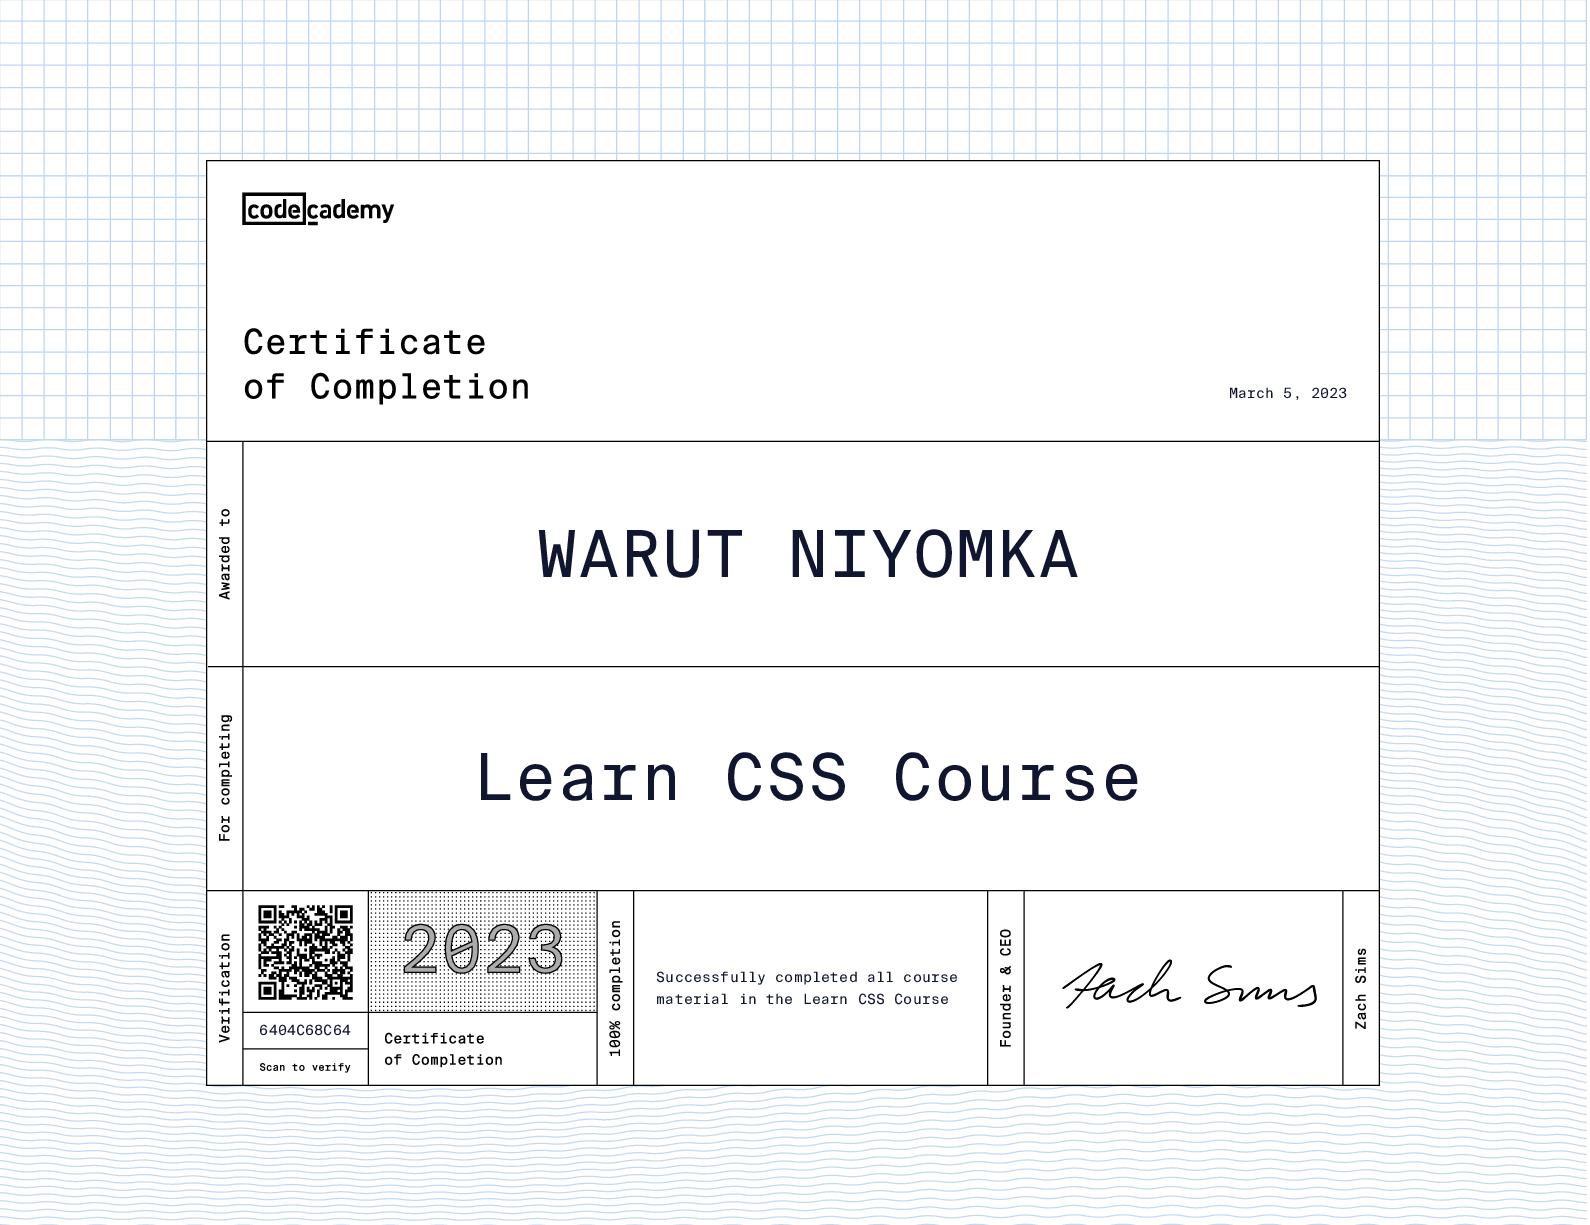 codecademy
Certificate
of Completion
March 5, 2023
Awarded to
WARUT NIYOMKA
For completing
Learn CSS Course
Verification
6404C68C64
Scan to verify
2023
Certificate
of Completion
100% completion
Successfully completed all course
material in the Learn CSS Course
Founder & CEO
Zach Sims
Zach Sims